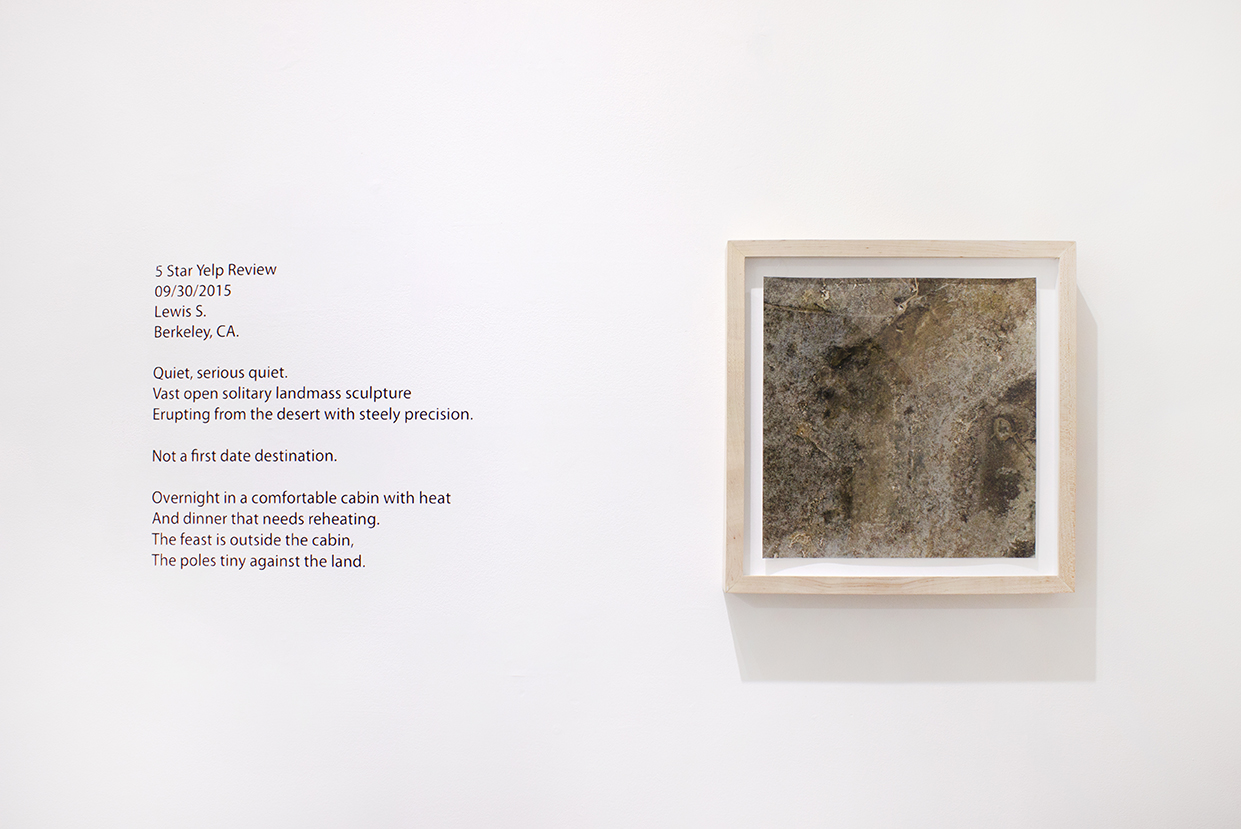 5 Star Yelp Review
09/30/2015
Lewis S.
Berkeley, CA.
Quiet, serious quiet.
Vast open solitary landmass sculpture
Erupting from the desert with steely precision.
Not a first date destination.
Overnight in a comfortable cabin with heat
And dinner that needs reheating.
The feast is outside the cabin,
The poles tiny against the land.